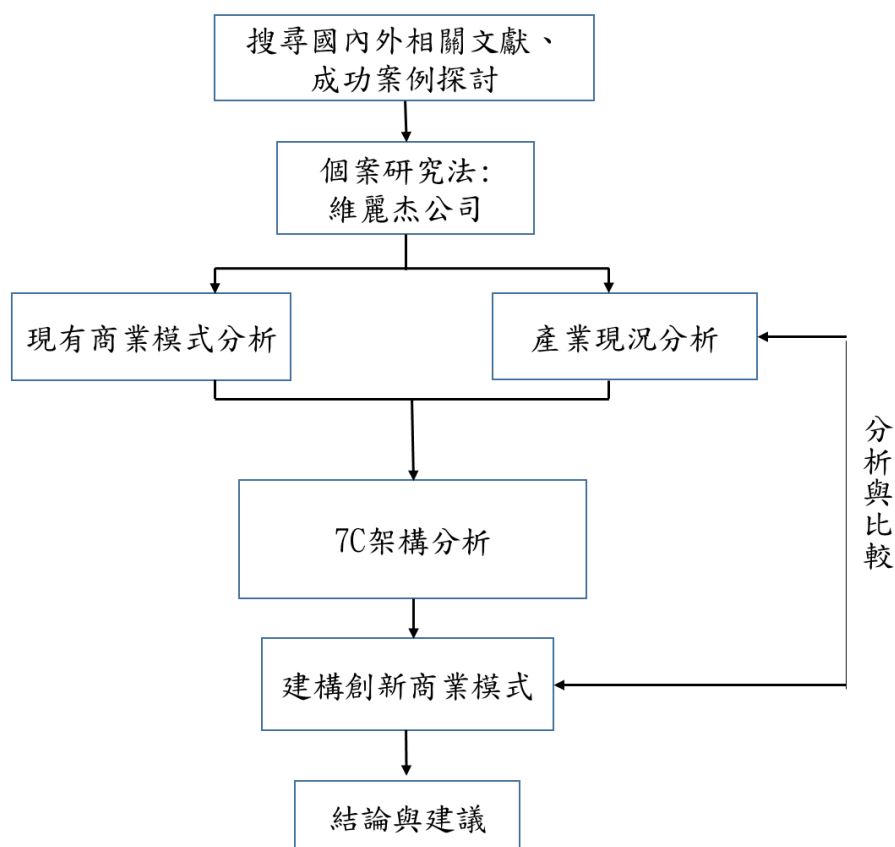 搜尋國內外相關文獻、
成功案例探討
個案研究法:
維麗杰公司
現有商業模式分析
產業現況分析
分析與比較
7C架構分析
建構創新商業模式
結論與建議